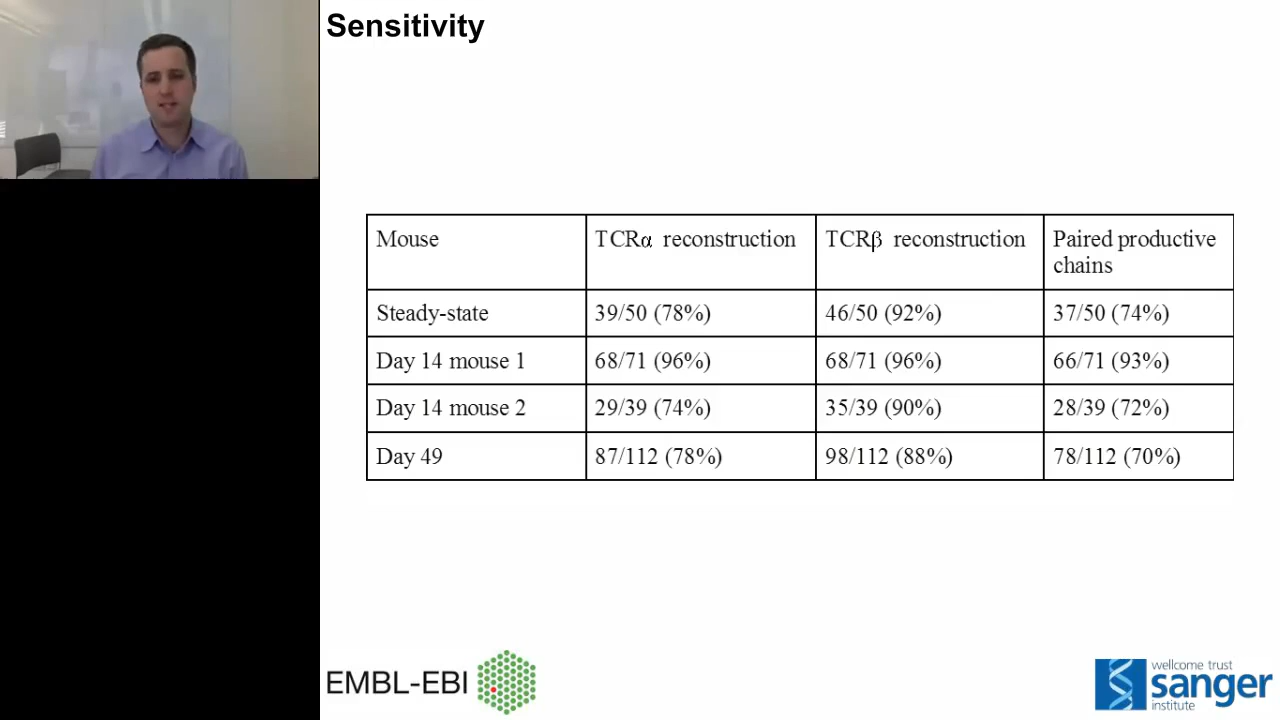 Sensitivity
Mouse TCRα reconstruction TCRβ reconstruction Paired productive
chains
Steady-state 39/50 (78%) 46/50 (92%) 37/50 (74%)
Day 14 mouse 1 68/71 (96%) 68/71 (96%) 66/71 (93%)
Day 14 mouse 2 29/39 (74%) 35/39 (90%) 28/39 (72%)
Day 49 87/112 (78%) 98/112 (88%) 78/112 (70%)
EMBL-EBI
wellcome trust
sanger
institute